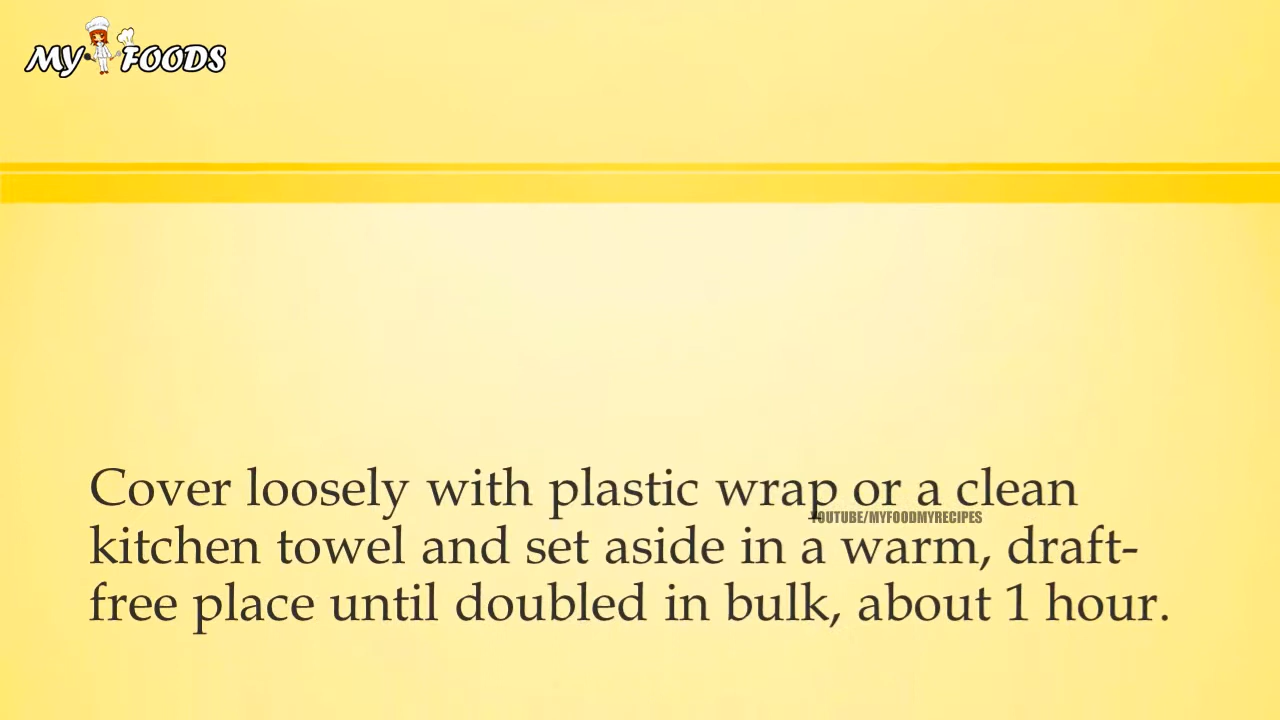 MY FOODS
Cover loosely with plastic wrap or a clean
YOUTUBE/MYFOODMYRECIPES
kitchen towel and set aside in a warm, draft-
free place until doubled in bulk, about 1 hour.